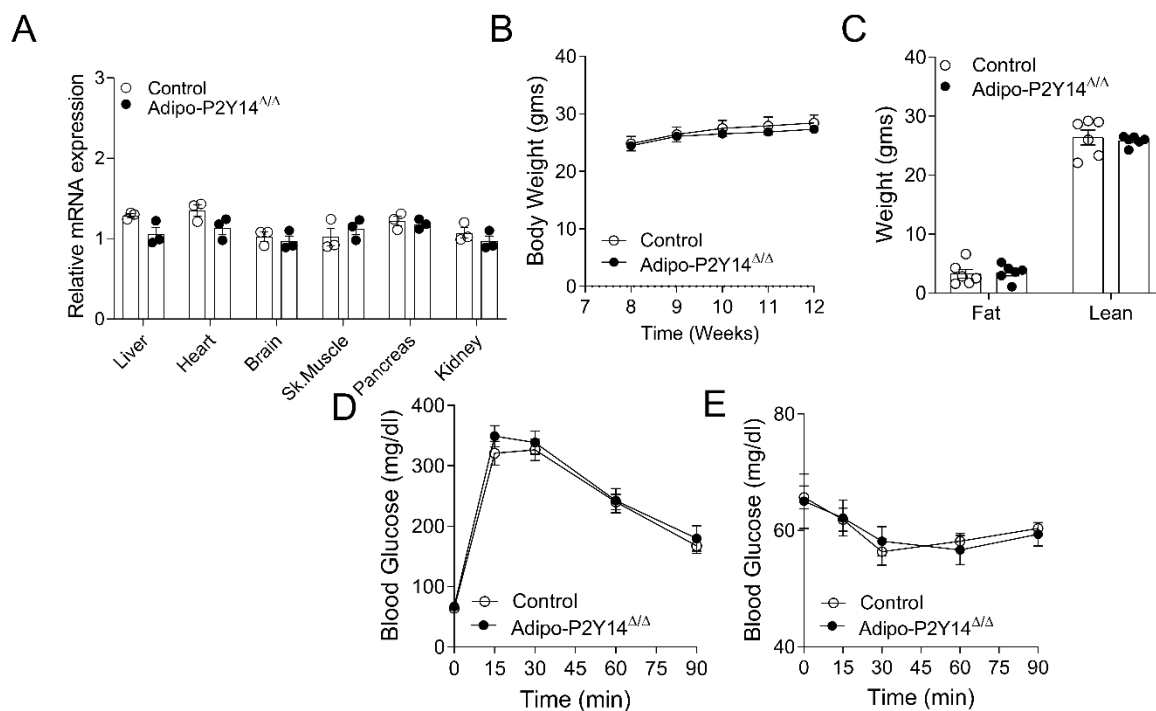 A
Control
Adipo-P2Y14Δ/Δ
Relative mRNA expression
3
2
1
0
Liver
Heart
Brain
Sk.Muscle
Pancreas
Kidney
B
Body Weight (gms)
40
30
20
10
0
Control
Adipo-P2Y14Δ/Δ
7 8 9 10 11 12
Time (Weeks)
C
Control
Adipo-P2Y14Δ/Δ
Weight (gms)
40
30
20
10
0
Fat Lean
D
Blood Glucose (mg/dl)
400
300
200
100
0
Control
Adipo-P2Y14Δ/Δ
0 15 30 45 60 75 90
Time (min)
E
Blood Glucose (mg/dl)
80
60
40
Control
Adipo-P2Y14Δ/Δ
0 15 30 45 60 75 90
Time (min)